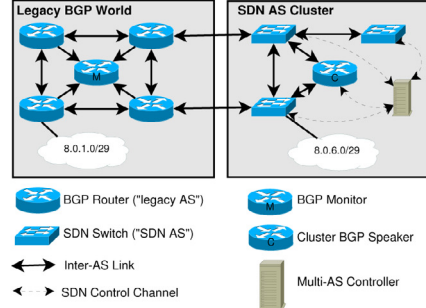 Legacy BGP World
SDN AS Cluster
M
C
8.0.1.0/29
8.0.6.0/29
BGP Router ("legacy AS")
M
BGP Monitor
SDN Switch ("SDN AS")
C
Cluster BGP Speaker
Inter-AS Link
Multi-AS Controller
SDN Control Channel